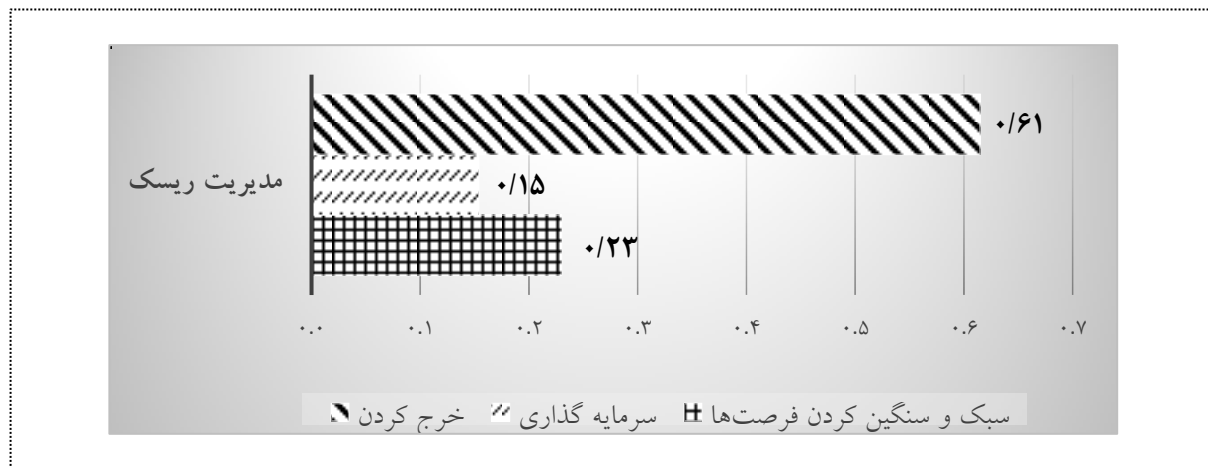 ۰/۶۱
۰/۱۵
مدیریت ریسک
۰/۲۳
۰.۰ ۰.۱ ۰.۲ ۰.۳ ۰.۴ ۰.۵ ۰.۶ ۰.۷
سبک و سنگین کردن فرصت‌ها سرمایه گذاری خرج کردن